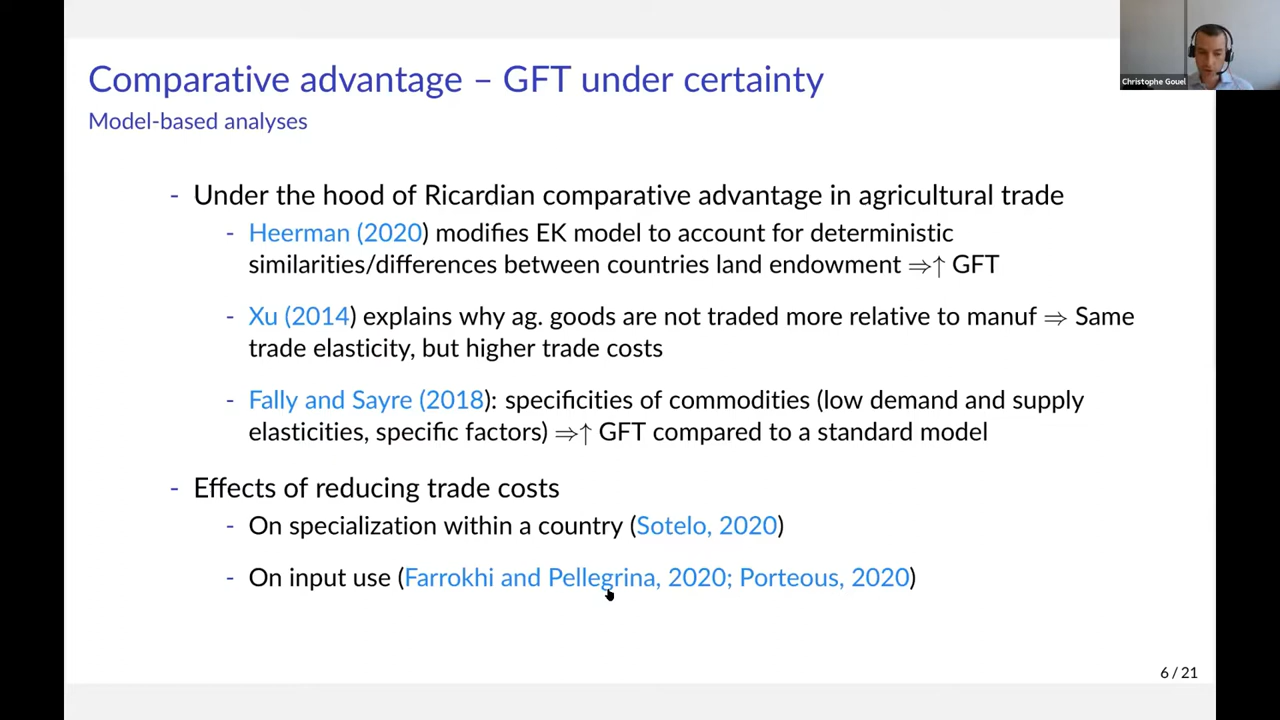 Comparative advantage – GFT under certainty
Christophe Gouel
Model-based analyses
- Under the hood of Ricardian comparative advantage in agricultural trade
- Heerman (2020) modifies EK model to account for deterministic
similarities/differences between countries land endowment ⇒↑ GFT
- Xu (2014) explains why ag. goods are not traded more relative to manuf ⇒ Same
trade elasticity, but higher trade costs
- Fally and Sayre (2018): specificities of commodities (low demand and supply
elasticities, specific factors) ⇒↑ GFT compared to a standard model
- Effects of reducing trade costs
- On specialization within a country (Sotelo, 2020)
- On input use (Farrokhi and Pellegrina, 2020; Porteous, 2020)
6 / 21